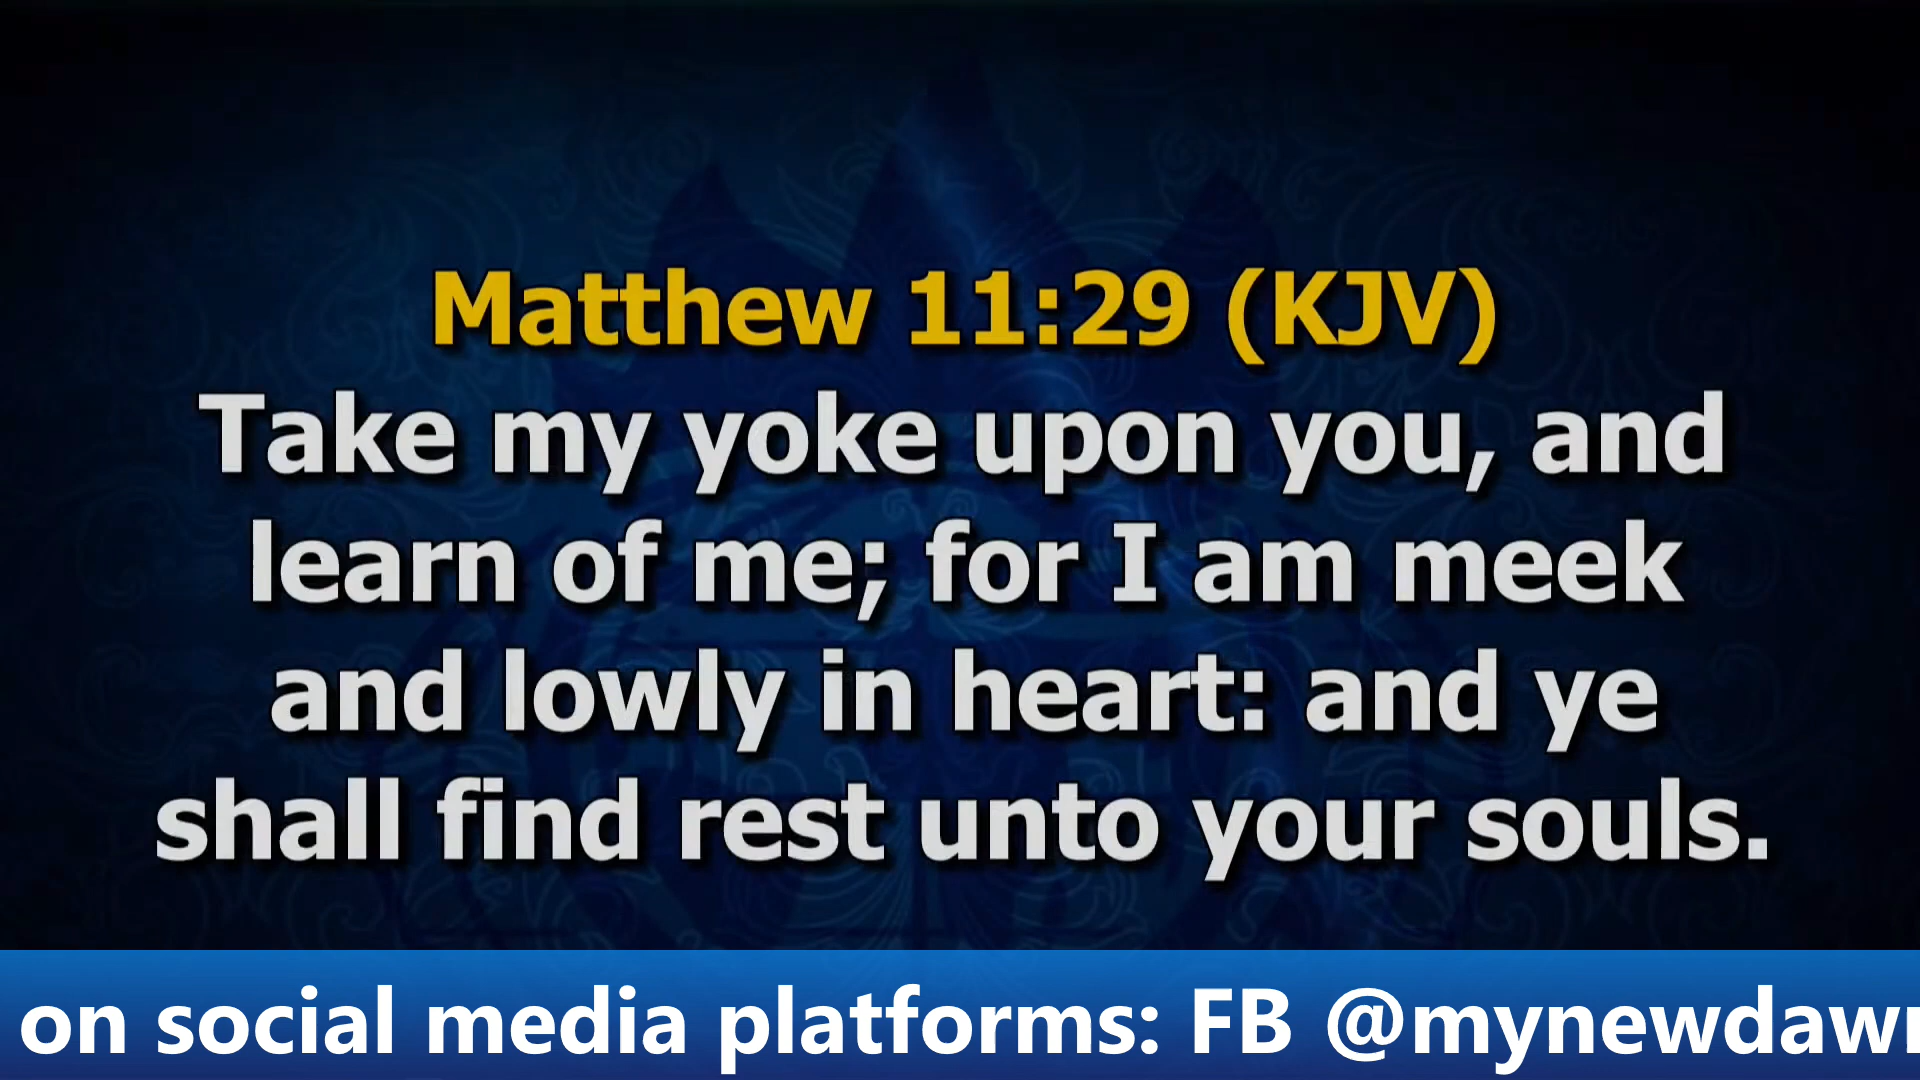 Matthew 11:29 (KJV)
Take my yoke upon you, and
learn of me; for I am meek
and lowly in heart: and ye
shall find rest unto your souls.
on social media platforms: FB @mynewdawn